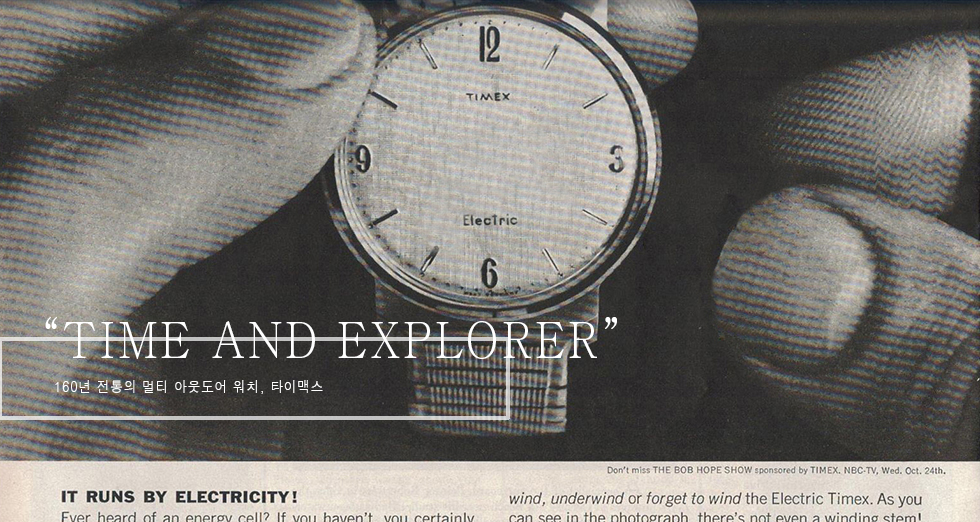 12
TIMEX
9
3
Electric
6
“TIME AND EXPLORER”
160년 전통의 멀티 아웃도어 워치, 타이맥스
Don't miss THE BOB HOPE SHOW sponsored by TIMEX. NBC-TV, Wed. Oct. 24th.
IT RUNS BY ELECTRICITY!
Ever heard of an energy cell? If you haven't, you certainly
wind, underwind or forget to wind the Electric Timex. As you
can see in the photograph, there's not even a winding stem!